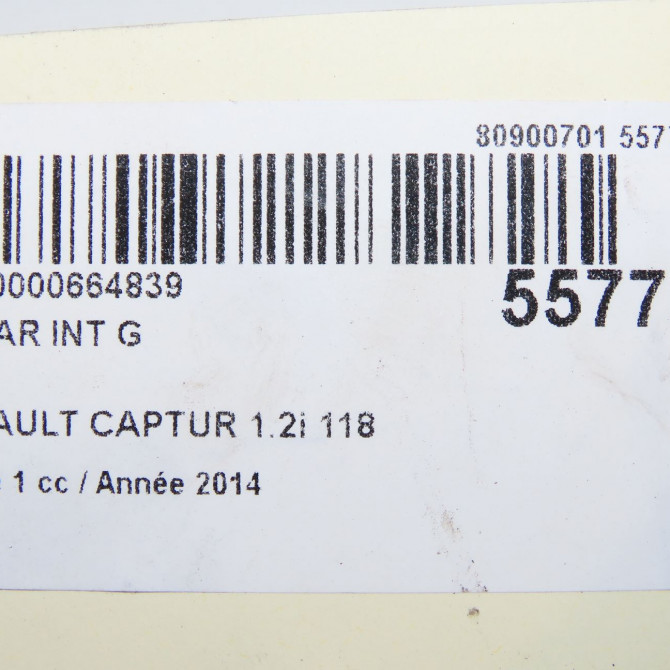 80900701 557
0000664839
5577
AR INT G
AULT CAPTUR 1.2i 118
1 cc / Année 2014